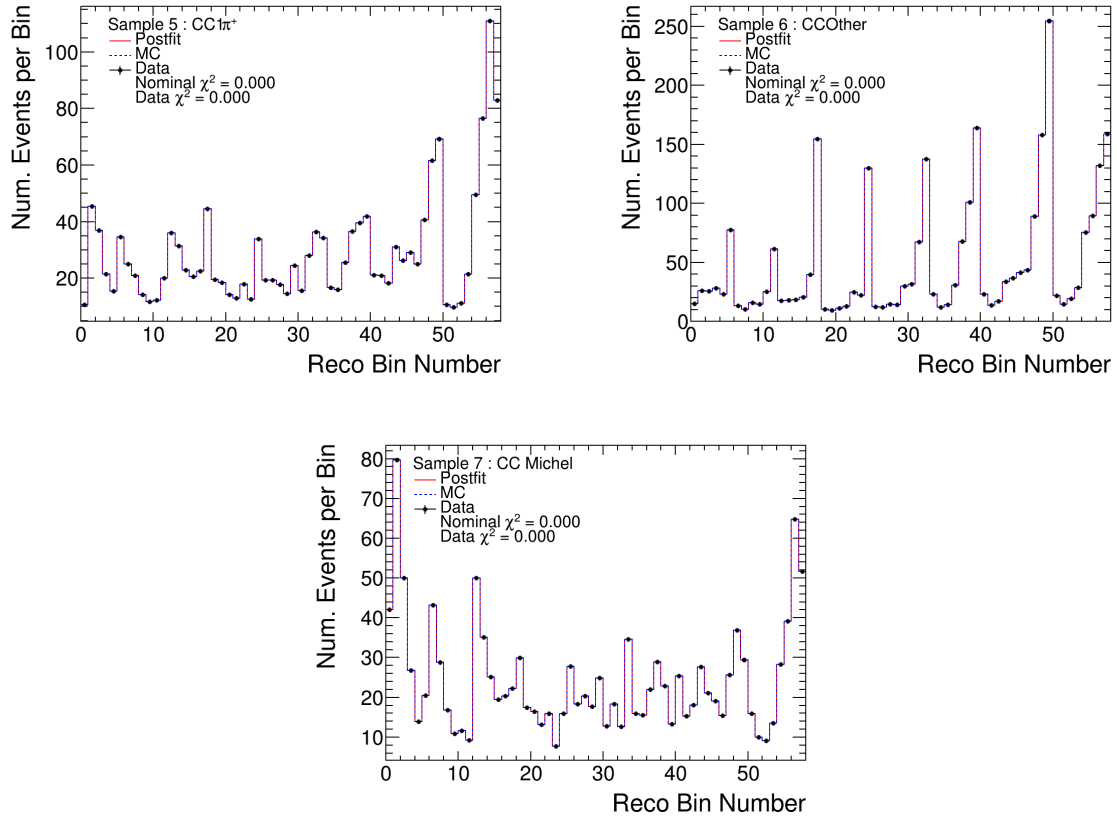 Num. Events per Bin
Sample 5 : CC1π⁺
Postfit
MC
Data
Nominal χ² = 0.000
Data χ² = 0.000
100
80
60
40
20
0 10 20 30 40 50
Reco Bin Number
Num. Events per Bin
Sample 6 : CCOther
Postfit
MC
Data
Nominal χ² = 0.000
Data χ² = 0.000
250
200
150
100
50
0
0 10 20 30 40 50
Reco Bin Number
Num. Events per Bin
Sample 7 : CC Michel
Postfit
MC
Data
Nominal χ² = 0.000
Data χ² = 0.000
80
70
60
50
40
30
20
10
0 10 20 30 40 50
Reco Bin Number